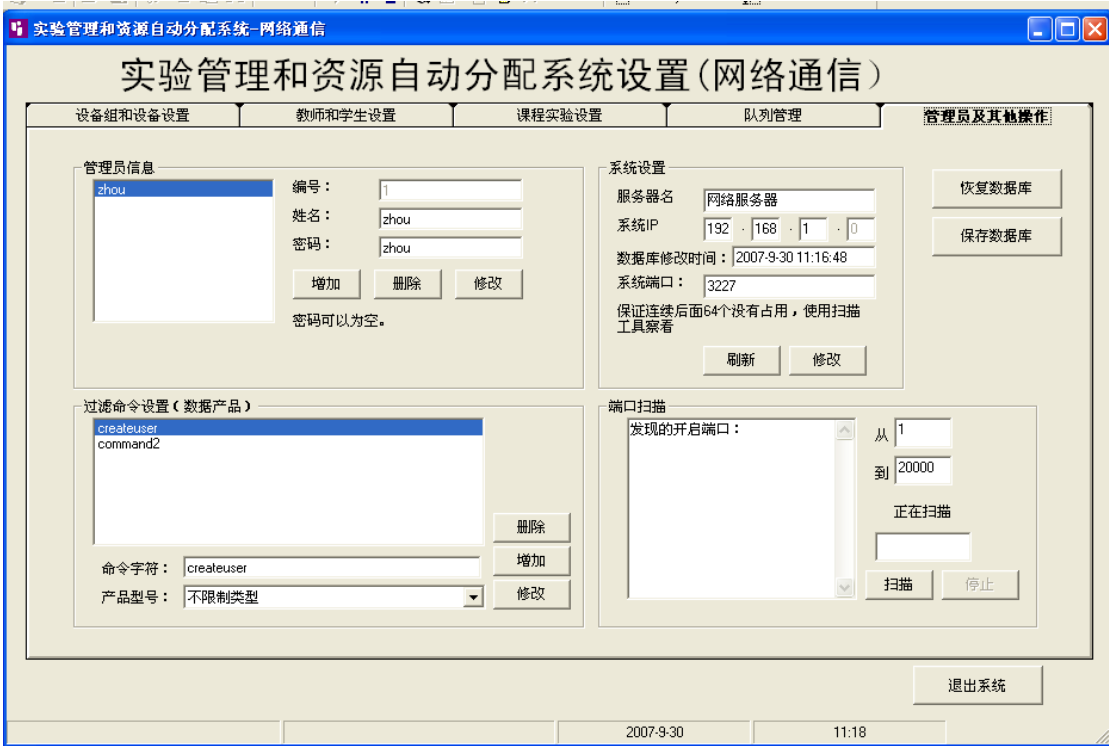 实验管理和资源自动分配系统-网络通信
实验管理和资源自动分配系统设置(网络通信)
设备组和设备设置
教师和学生设置
课程实验设置
队列管理
管理员及其他操作
管理员信息
zhou
编号：
1
姓名：
zhou
密码：
zhou
增加
删除
修改
密码可以为空。
系统设置
服务器名
网络服务器
系统IP
192 . 168 . 1 . 0
数据库修改时间：
2007-9-30 11:16:48
系统端口：
3227
保证连续后面64个没有占用，使用扫描
工具察看
刷新
修改
恢复数据库
保存数据库
过滤命令设置(数据产品)
createuser
command2
删除
增加
修改
命令字符：
createuser
产品型号：
不限制类型
端口扫描
发现的开启端口：
从
1
到
20000
正在扫描
扫描
停止
退出系统
2007-9-30
11:18